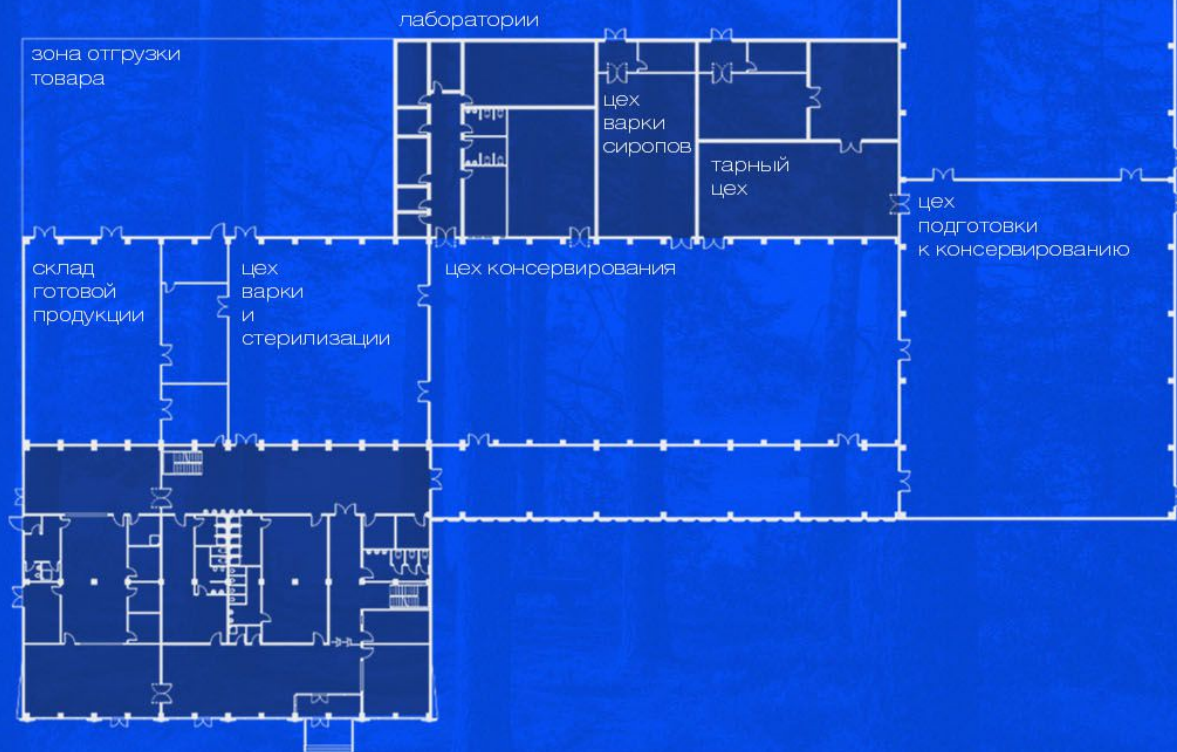 лаборатории
зона отгрузки
товара
цех
варки
сиропов
тарный
цех
цех
подготовки
к консервированию
склад
готовой
продукции
цех
варки
и
стерилизации
цех консервирования